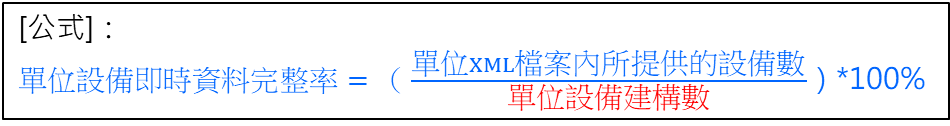 [公式]：
單位設備即時資料完整率 = （ 單位XML檔案內所提供的設備數
單位設備建構數 ) *100%